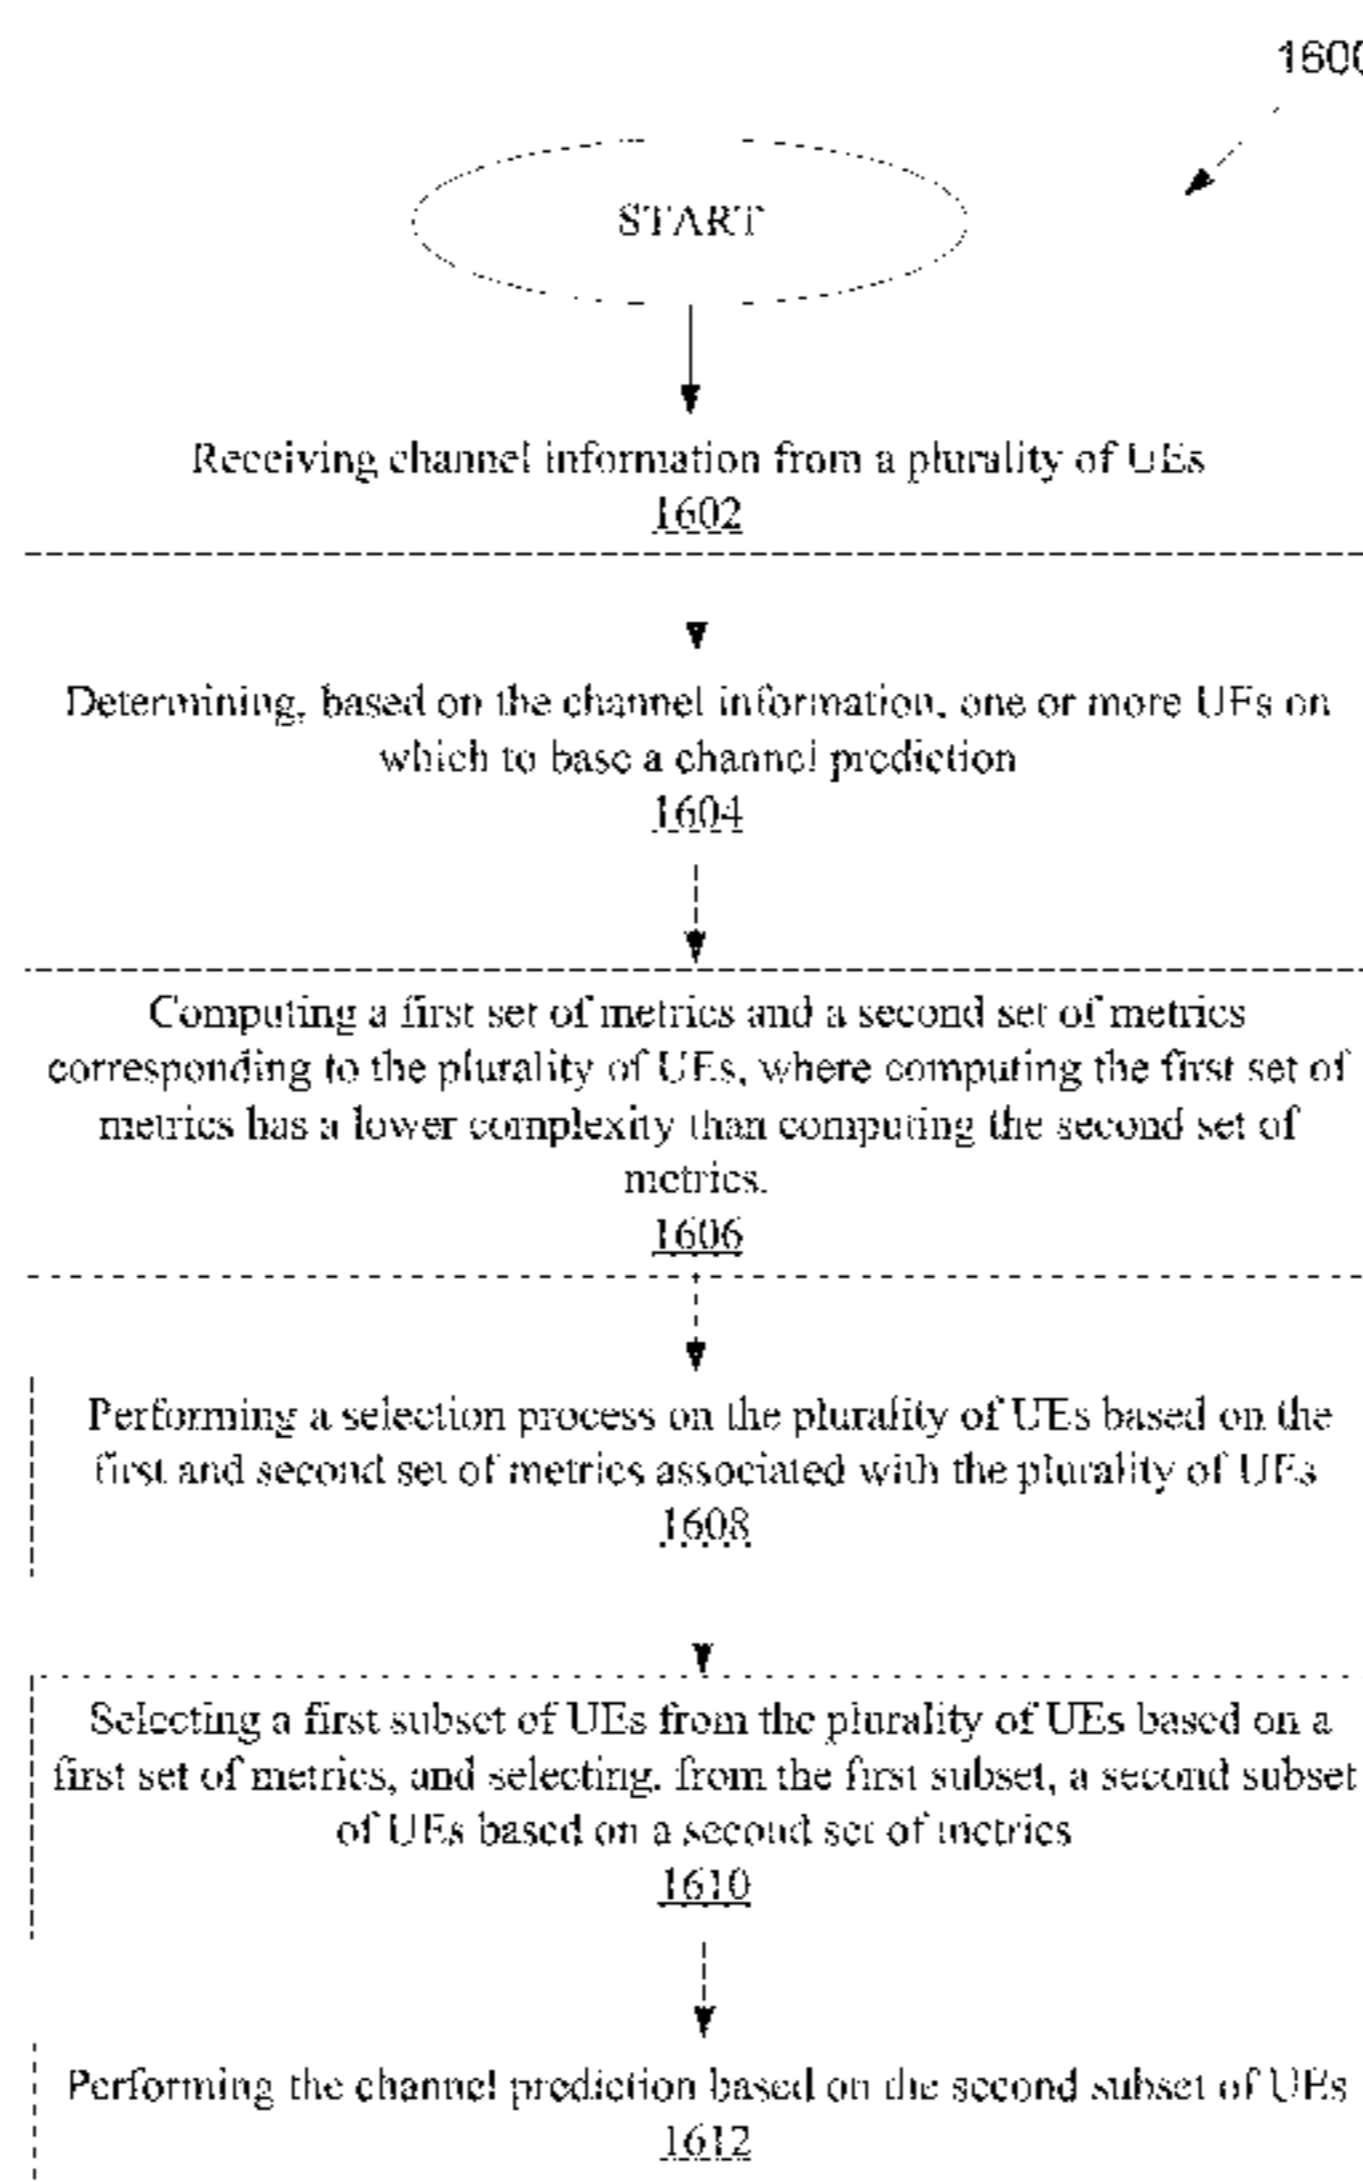 1600
START
Receiving channel information from a plurality of UEs
1602
Determining, based on the channel information, one or more UEs on
which to base a channel prediction
1604
Computing a first set of metrics and a second set of metrics
corresponding to the plurality of UEs, where computing the first set of
metrics has a lower complexity than computing the second set of
metrics.
1606
Performing a selection process on the plurality of UEs based on the
first and second set of metrics associated with the plurality of UEs
1608
Selecting a first subset of UEs from the plurality of UEs based on a
first set of metrics, and selecting, from the first subset, a second subset
of UEs based on a second set of metrics
1610
Performing the channel prediction based on the second subset of UEs
1612